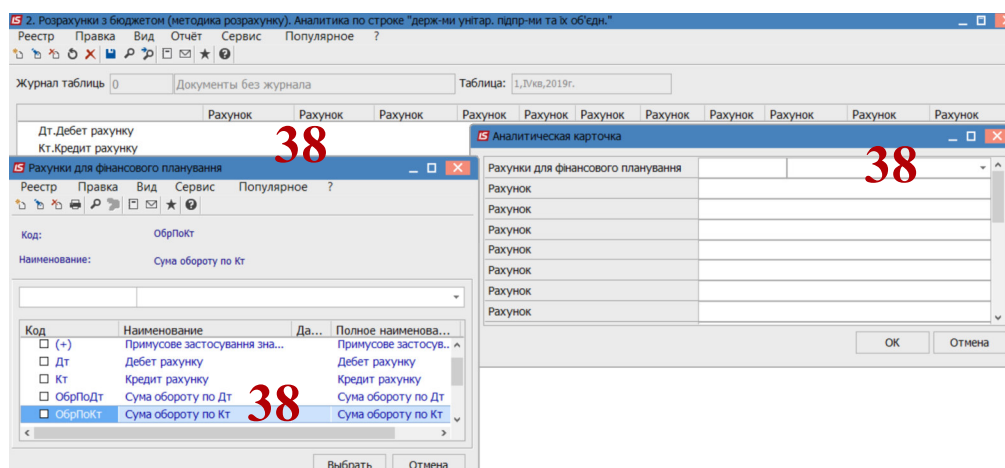 2. Розрахунки з бюджетом (методика розрахунку). Аналитика по строке "держ-ми унітар. підпр-ми та їх об'єдн."
Реестр Правка Вид Отчёт Сервис Популярное ?
Журнал таблиць 0 Документы без журнала Таблица: 1,IVкв,2019г.
Рахунок Рахунок Рахунок Рахунок Рахунок Рахунок Рахунок Рахунок Рахунок Рахунок Рахунок
Дт.Дебет рахунку
Кт.Кредит рахунку
38
Аналитическая карточка
Рахунки для фінансового планування
38
Рахунок
Рахунок
Рахунок
Рахунок
Рахунок
Рахунок
Рахунок
OK Отмена
Рахунки для фінансового планування
Реестр Правка Вид Сервис Популярное ?
Код: ОбрПоКт
Наименование: Сума обороту по Кт
Код Наименование Да... Полное наименова...
(+) Примусове застосування зна... Примусове застосув..
Дт Дебет рахунку Дебет рахунку
Кт Кредит рахунку Кредит рахунку
ОбрПоДт Сума обороту по Дт Сума обороту по Дт
ОбрПоКт Сума обороту по Кт Сума обороту по Кт
38
Выбрать Отмена